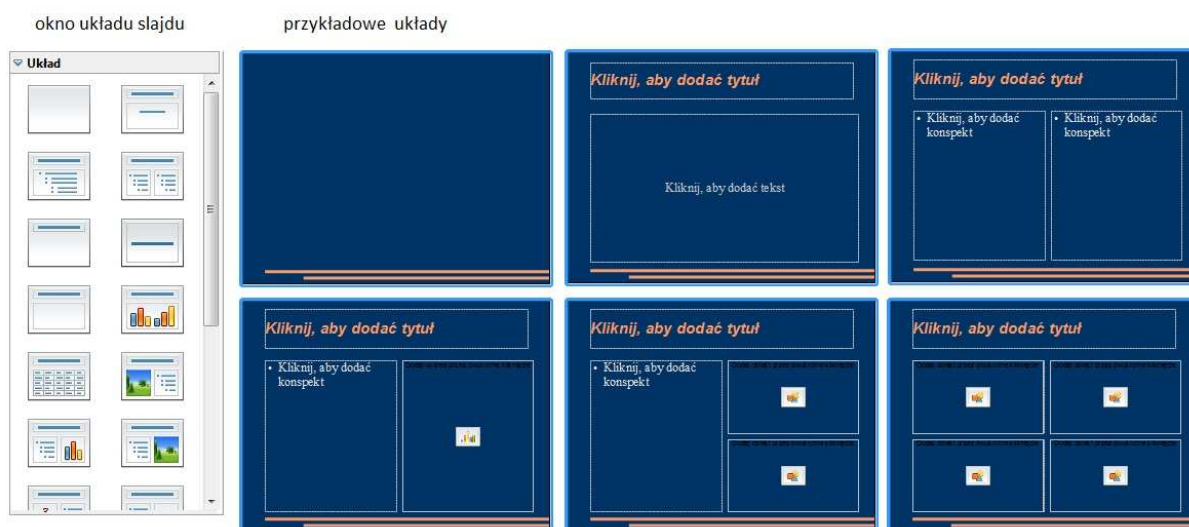 okno układu slajdu
przykładowe układy
Układ
Kliknij, aby dodać tytuł
Kliknij, aby dodać tekst
Kliknij, aby dodać tytuł
• Kliknij, aby dodać
konspekt
• Kliknij, aby dodać
konspekt
Kliknij, aby dodać tytuł
• Kliknij, aby dodać
konspekt
Kliknij, aby dodać tytuł
• Kliknij, aby dodać
konspekt
Kliknij, aby dodać tytuł